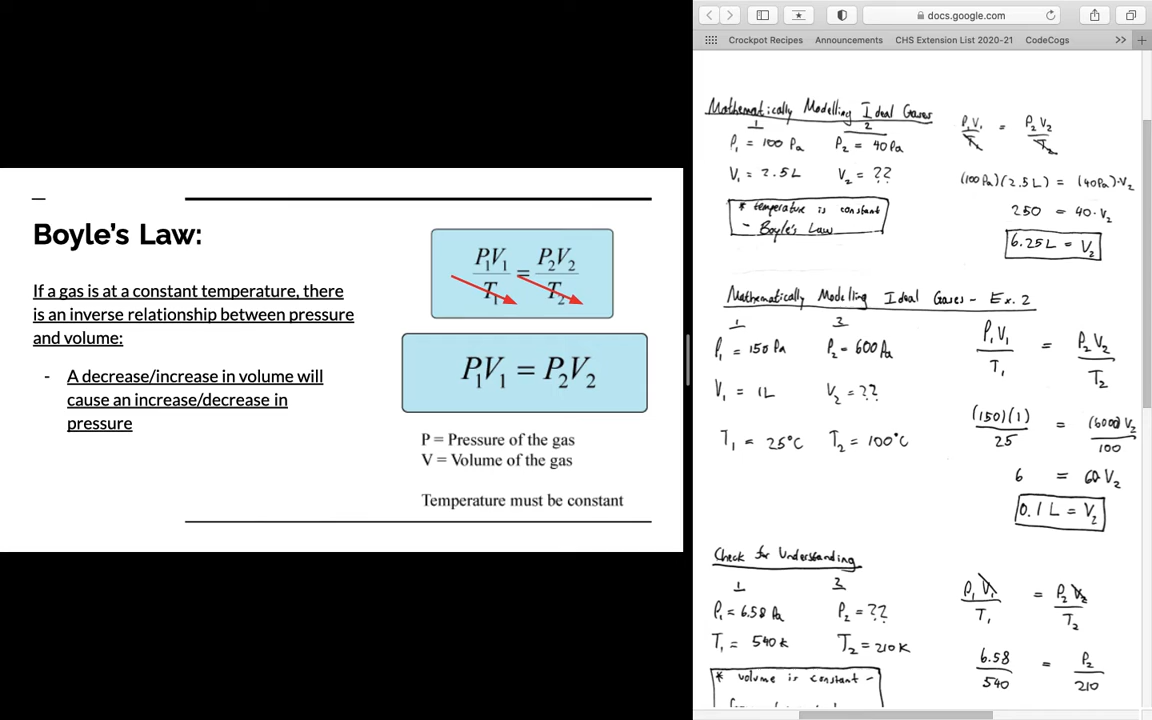 docs.google.com
Crockpot Recipes
Announcements
CHS Extension List 2020-21
CodeCogs
>>
+
Boyle's Law:
If a gas is at a constant temperature, there
is an inverse relationship between pressure
and volume:
- A decrease/increase in volume will
cause an increase/decrease in
pressure
P₁V₁/T₁ = P₂V₂/T₂
P₁V₁ = P₂V₂
P = Pressure of the gas
V = Volume of the gas
Temperature must be constant
Mathematically Modelling Ideal Gases
1 2
P₁ = 100 Pa P₂ = 40 Pa
V₁ = 2.5 L V₂ = ??
* temperature is constant
- Boyle's Law
P₁V₁/T₁ = P₂V₂/T₂
(100 Pa)(2.5 L) = (40 Pa)·V₂
250 = 40·V₂
6.25 L = V₂
Mathematically Modelling Ideal Gases - Ex. 2
1
P₁ = 150 Pa P₂ = 600 Pa
V₁ = 1L V₂ = ??
T₁ = 25°C T₂ = 100°C
P₁V₁/T₁ = P₂V₂/T₂
(150)(1)/25 = V₂/100
6 = V₂
0.1 L = V₂
Check for Understanding
1
P₁ = 6.58 Pa P₂ = ??
T₁ = 540 K T₂ = 210 K
* volume is constant -
P₁V₁/T₁ = P₂V₂/T₂
6.58/540 = P₂/210